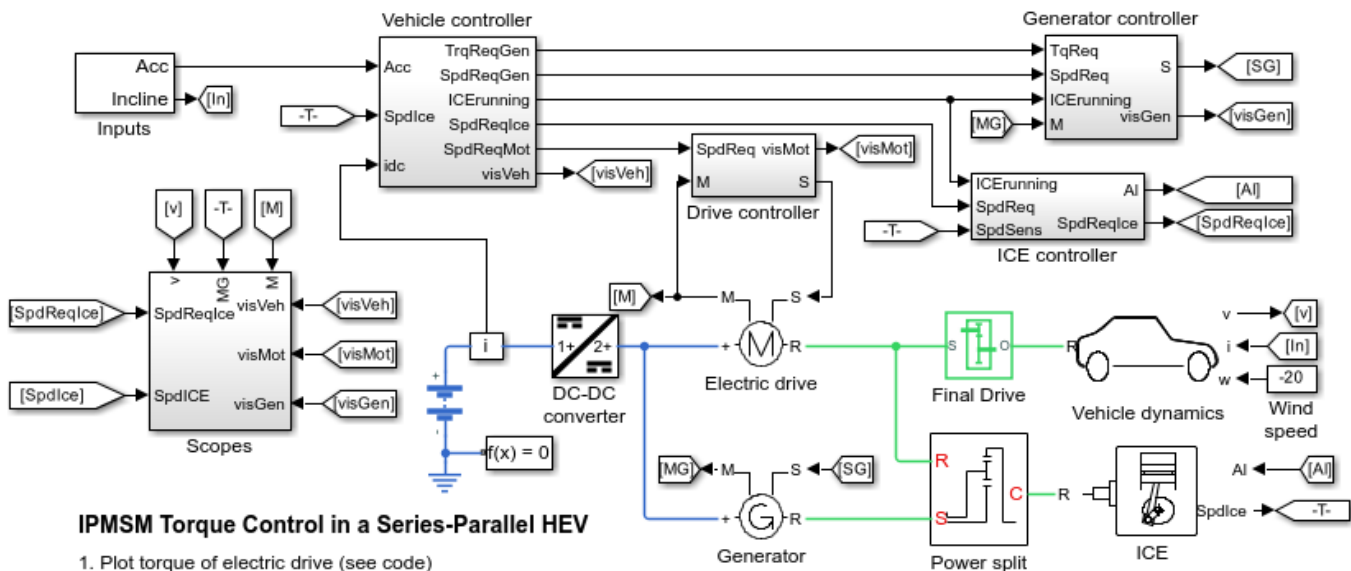 Vehicle controller
Generator controller
Acc
Incline
[In]
Inputs
Acc
SpdIce
idc
TrqReqGen
SpdReqGen
ICErunning
SpdReqIce
SpdReqMot
visVeh
-T-
[visVeh]
TqReq
SpdReq
ICErunning
M
S
visGen
[MG]
[SG]
[visGen]
SpdReq
M
visMot
S
[visMot]
Drive controller
ICErunning
SpdReq
SpdSens
AI
SpdReqIce
-T-
[AI]
[SpdReqIce]
ICE controller
[v]
-T-
[M]
v
MG
M
[SpdReqIce]
SpdReqIce
visVeh
[visVeh]
visMot
[visMot]
[SpdIce]
SpdICE
visGen
[visGen]
Scopes
i
+
-
f(x) = 0
1+
2+
DC-DC
converter
[M]
M
S
+
M
R
Electric drive
S
O
Final Drive
R
Vehicle dynamics
v
[v]
i
[In]
w
-20
Wind
speed
[MG]
M
S
[SG]
+
G
R
Generator
R
S
C
Power split
R
ICE
AI
[AI]
SpdIce
-T-
IPMSM Torque Control in a Series-Parallel HEV
1. Plot torque of electric drive (see code)